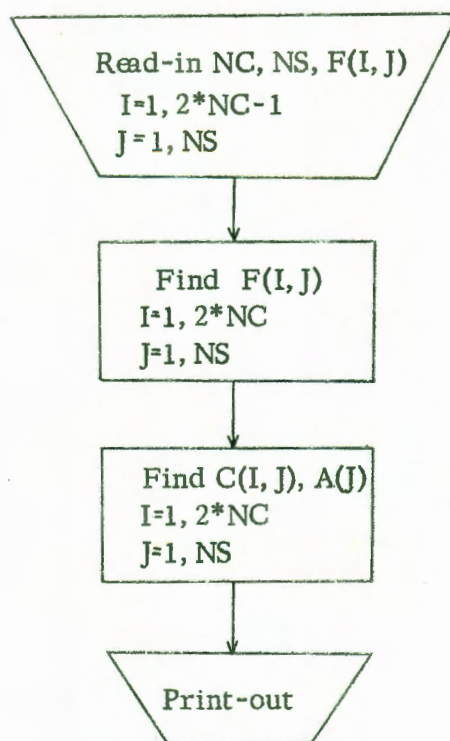 Read-in NC, NS, F(I, J)
I=1, 2*NC-1
J=1, NS
Find F(I, J)
I=1, 2*NC
J=1, NS
Find C(I, J), A(J)
I=1, 2*NC
J=1, NS
Print-out